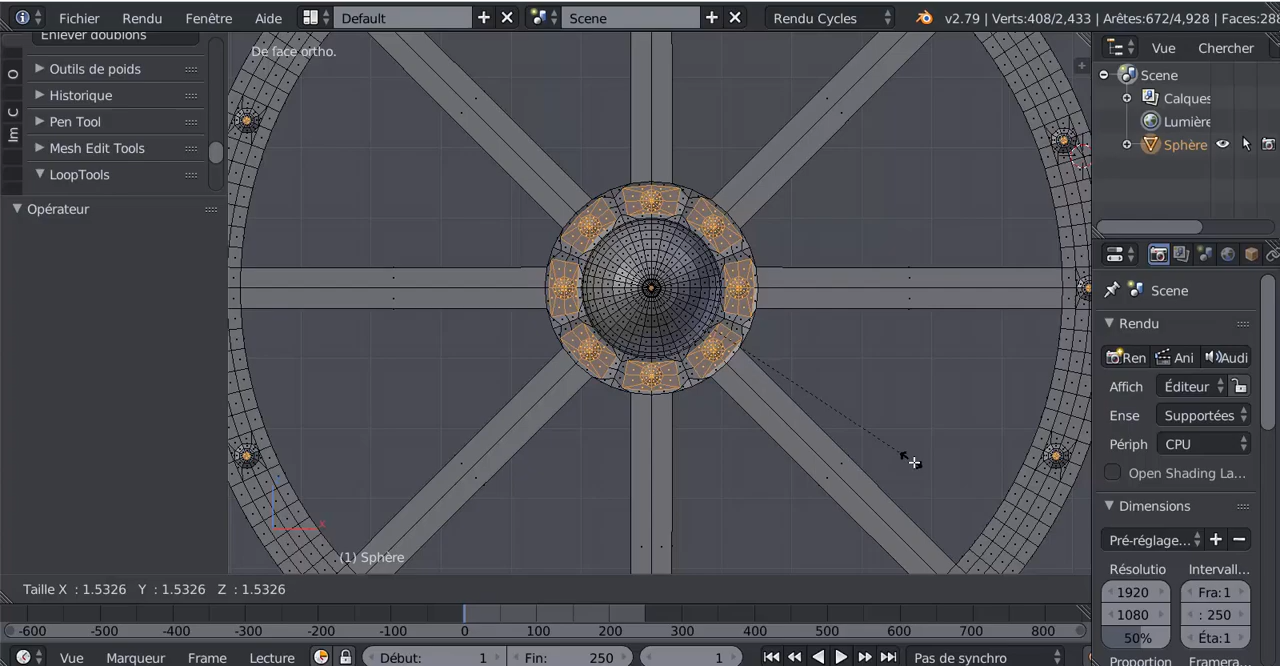 Fichier Rendu Fenêtre Aide Default Scene Rendu Cycles v2.79 | Verts:408/2,433 | Arêtes:672/4,928 | Faces:288
Enlever doublons
De face ortho.
Vue Chercher
O
Outils de poids
Scene
Historique
Calques
C
Pen Tool
Lumière
Im
Mesh Edit Tools
Sphère
LoopTools
Opérateur
Scene
Rendu
Ren Ani Audi
Affich Éditeur
Ense Supportées
Périph CPU
Open Shading La...
Dimensions
x
Pré-réglage...
(1) Sphère
Résolutio Intervall...
Taille X : 1.5326 Y : 1.5326 Z : 1.5326
1920 Fra:1
1080 : 250
-600 -500 -400 -300 -200 -100 0 100 200 300 400 500 600 700 800
50% Éta:1
Vue Marqueur Frame Lecture Début: 1 Fin: 250 1 Pas de synchro
Proportion